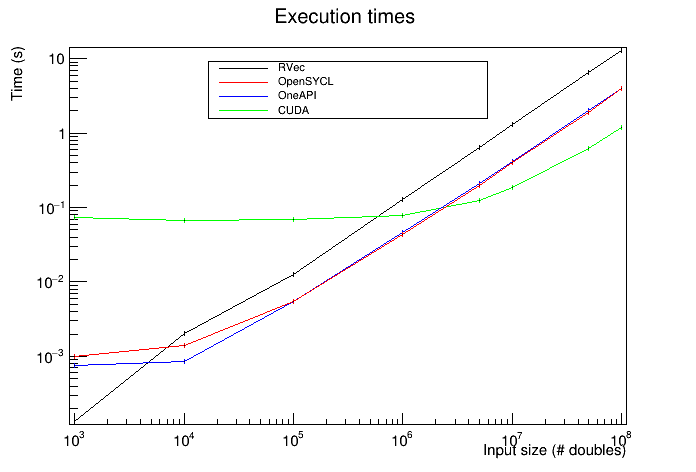 Execution times
Time (s)
RVec
OpenSYCL
OneAPI
CUDA
10
1
10⁻¹
10⁻²
10⁻³
10³ 10⁴ 10⁵ 10⁶ 10⁷ 10⁸
Input size (# doubles)